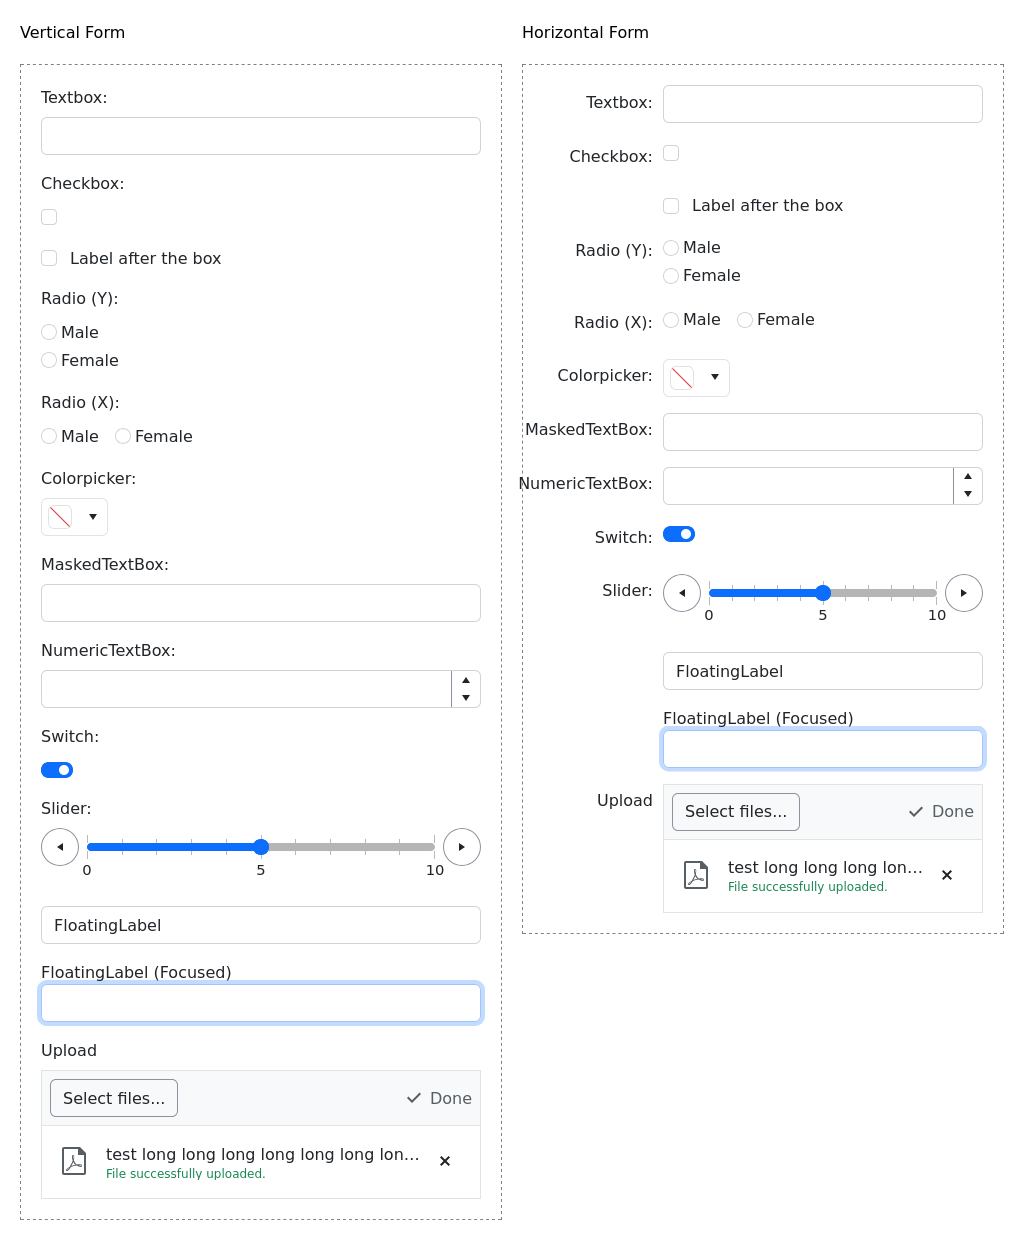 Vertical Form
Textbox:
Checkbox:
Label after the box
Radio (Y):
Male
Female
Radio (X):
Male Female
Colorpicker:
MaskedTextBox:
NumericTextBox:
Switch:
Slider:
0 5 10
FloatingLabel
FloatingLabel (Focused)
Upload
Select files... Done
test long long long long long long lon...
File successfully uploaded.
Horizontal Form
Textbox:
Checkbox:
Label after the box
Radio (Y): Male
Female
Radio (X): Male Female
Colorpicker:
MaskedTextBox:
NumericTextBox:
Switch:
Slider:
0 5 10
FloatingLabel
FloatingLabel (Focused)
Upload Select files... Done
test long long long lon...
File successfully uploaded.